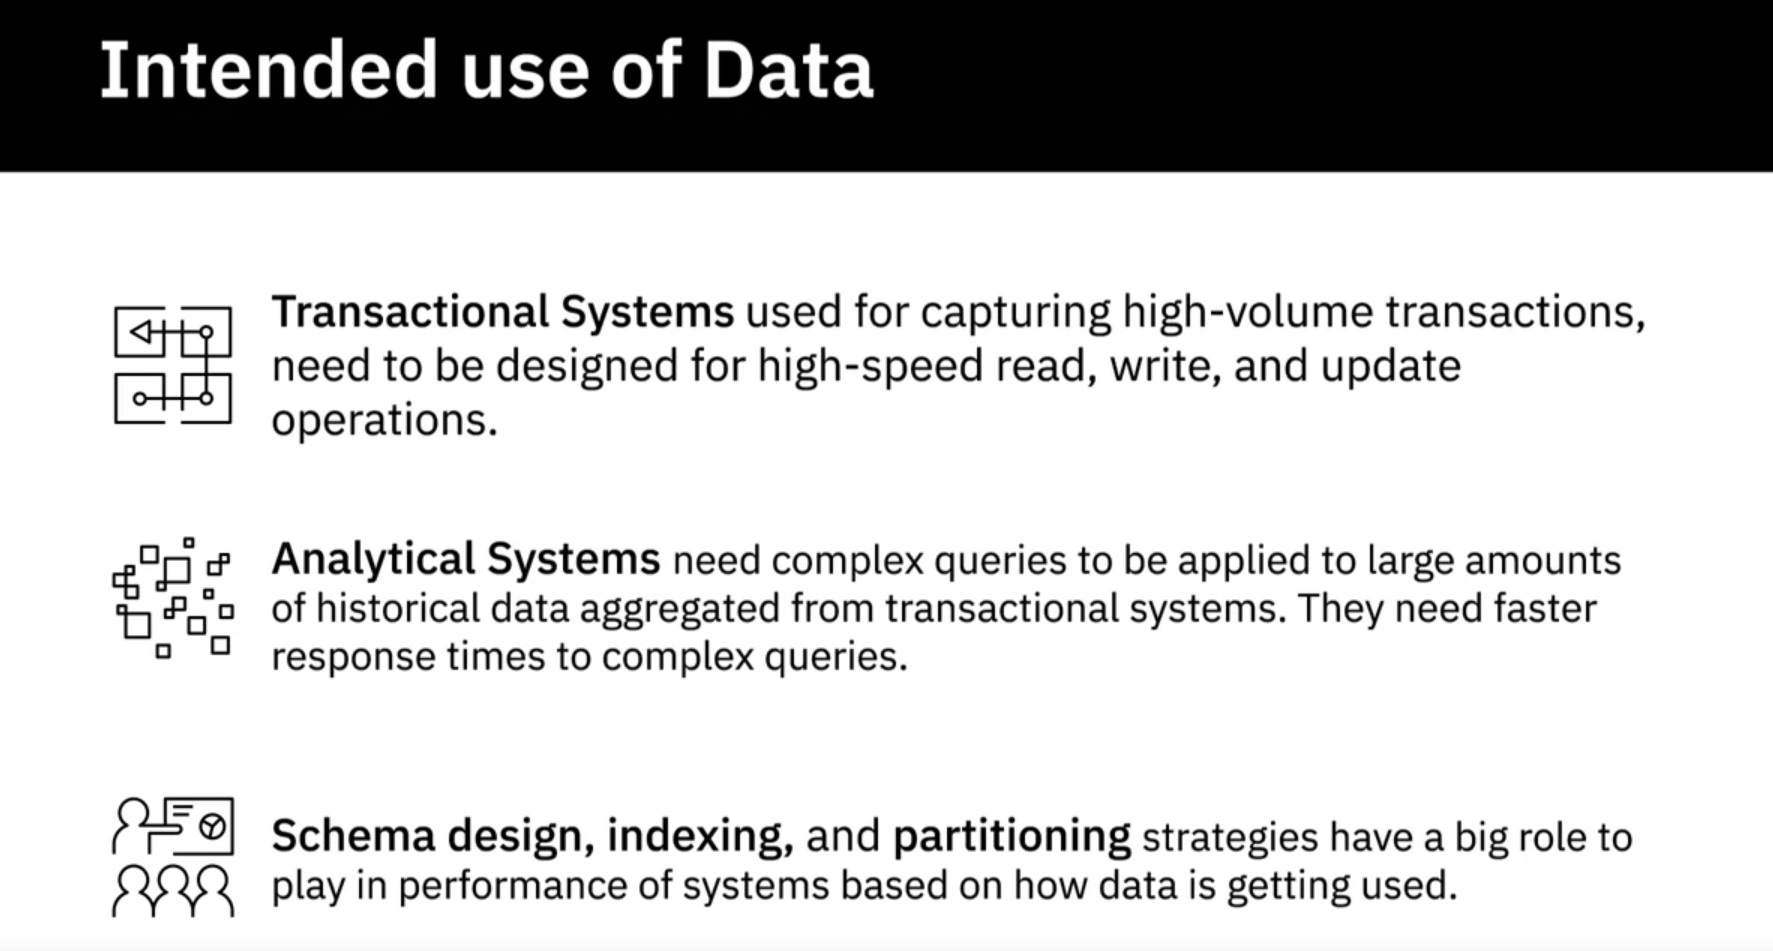 Intended use of Data
Transactional Systems used for capturing high-volume transactions,
need to be designed for high-speed read, write, and update
operations.
Analytical Systems need complex queries to be applied to large amounts
of historical data aggregated from transactional systems. They need faster
response times to complex queries.
Schema design, indexing, and partitioning strategies have a big role to
play in performance of systems based on how data is getting used.